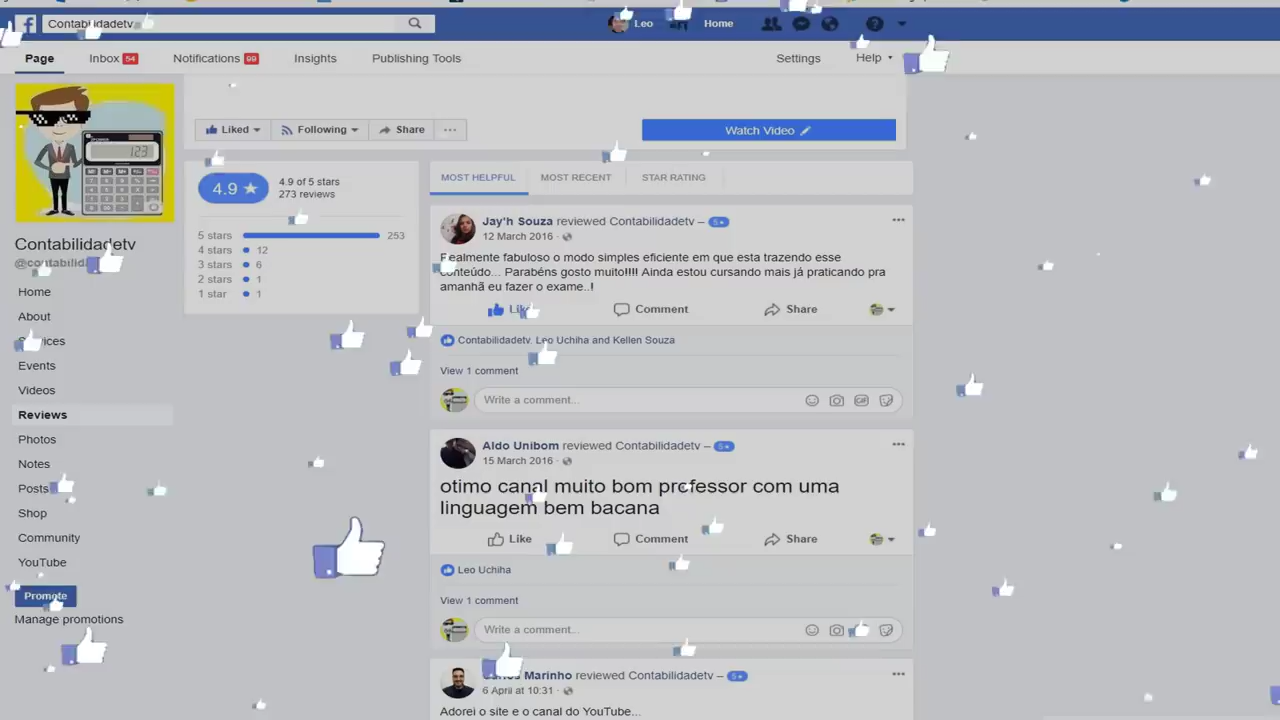 Contabilidadetv
Leo
Home
Page
Inbox 54
Notifications 99
Insights
Publishing Tools
Settings
Help
123
Liked
Following
Share
Watch Video
4.9 ★
4.9 of 5 stars
273 reviews
5 stars 253
4 stars 12
3 stars 6
2 stars 1
1 star 1
Contabilidadetv
Home
About
Events
Videos
Reviews
Photos
Notes
Posts
Shop
Community
YouTube
Promote
Manage promotions
MOST HELPFUL
MOST RECENT
STAR RATING
Jay'h Souza reviewed Contabilidadetv – 5★
12 March 2016
Realmente fabuloso o modo simples eficiente em que esta trazendo esse
conteúdo... Parabéns gosto muito!!!! Ainda estou cursando mais já praticando pra
amanhã eu fazer o exame..!
Like
Comment
Share
Contabilidadetv, Leo Uchiha and Kellen Souza
View 1 comment
Write a comment...
Aldo Unibom reviewed Contabilidadetv – 5★
15 March 2016
otimo canal muito bom professor com uma
linguagem bem bacana
Like
Comment
Share
Leo Uchiha
View 1 comment
Write a comment...
Marinho reviewed Contabilidadetv – 5★
6 April at 10:31
Adorei o site e o canal do YouTube...